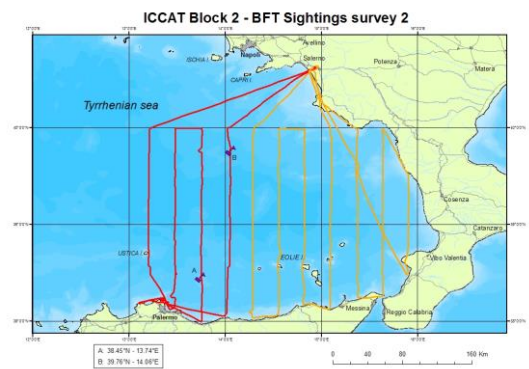 ICCAT Block 2 - BFT Sightings survey 2
Avellino
ISCHIA I.
Napoli
Salerno
Potenza
Matera
CAPRI I.
Tyrrhenian sea
A
B
Cosenza
Catanzaro
USTICA I.
EOLIE I.
Vibo Valentia
A
Palermo
Messina
Reggio Calabria
A: 38.45°N - 13.74°E
B: 39.76°N - 14.06°E
0 40 80 160 Km